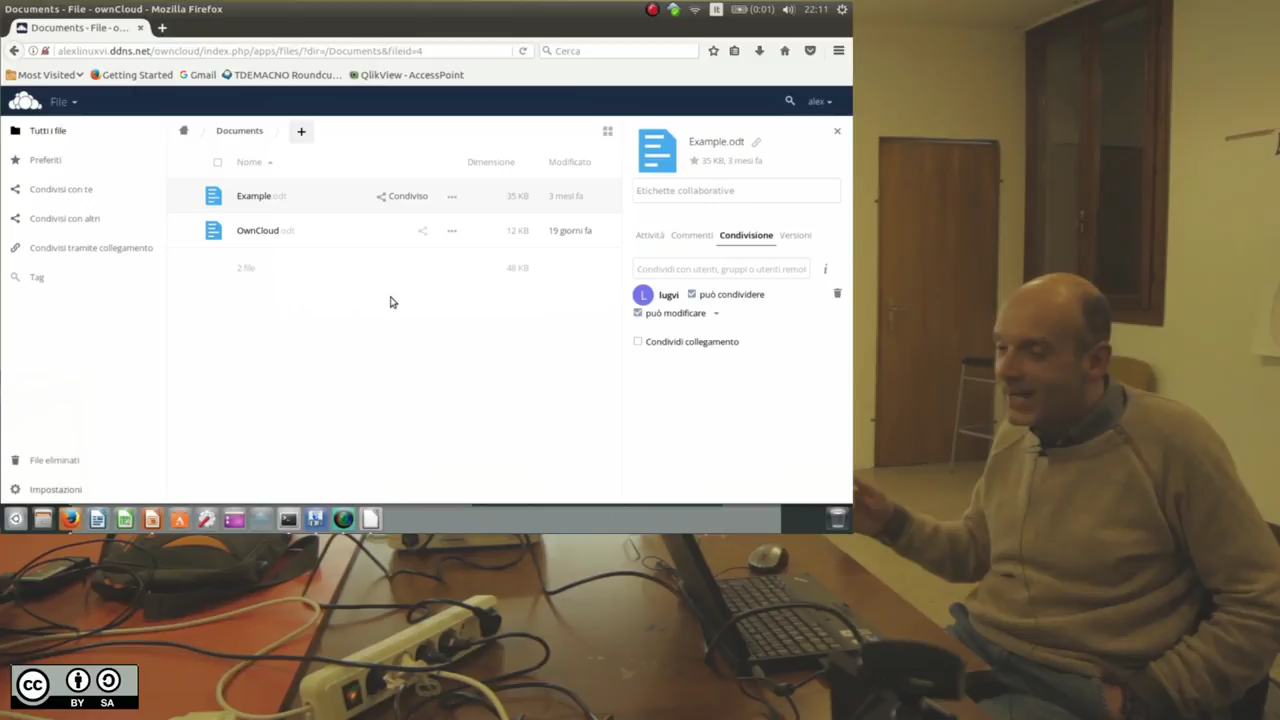 Documents - File - ownCloud - Mozilla Firefox
it
(0:01)
22:11
Documents - File - o...
alexlinuxvi.ddns.net/owncloud/index.php/apps/files/?dir=/Documents&fileid=4
Cerca
Most Visited
Getting Started
Gmail
TDEMACNO Roundcu...
QlikView - AccessPoint
File
alex
Tutti i file
Preferiti
Condivisi con te
Condivisi con altri
Condivisi tramite collegamento
Tag
File eliminati
Impostazioni
Documents
+
Nome
Dimensione
Modificato
Example.odt
Condiviso
35 KB
3 mesi fa
OwnCloud.odt
12 KB
19 giorni fa
2 file
48 KB
Example.odt
35 KB, 3 mesi fa
Etichette collaborative
Attività
Commenti
Condivisione
Versioni
Condividi con utenti, gruppi o utenti remoti
i
L
lugvi
può condividere
può modificare
Condividi collegamento
CC
BY
SA